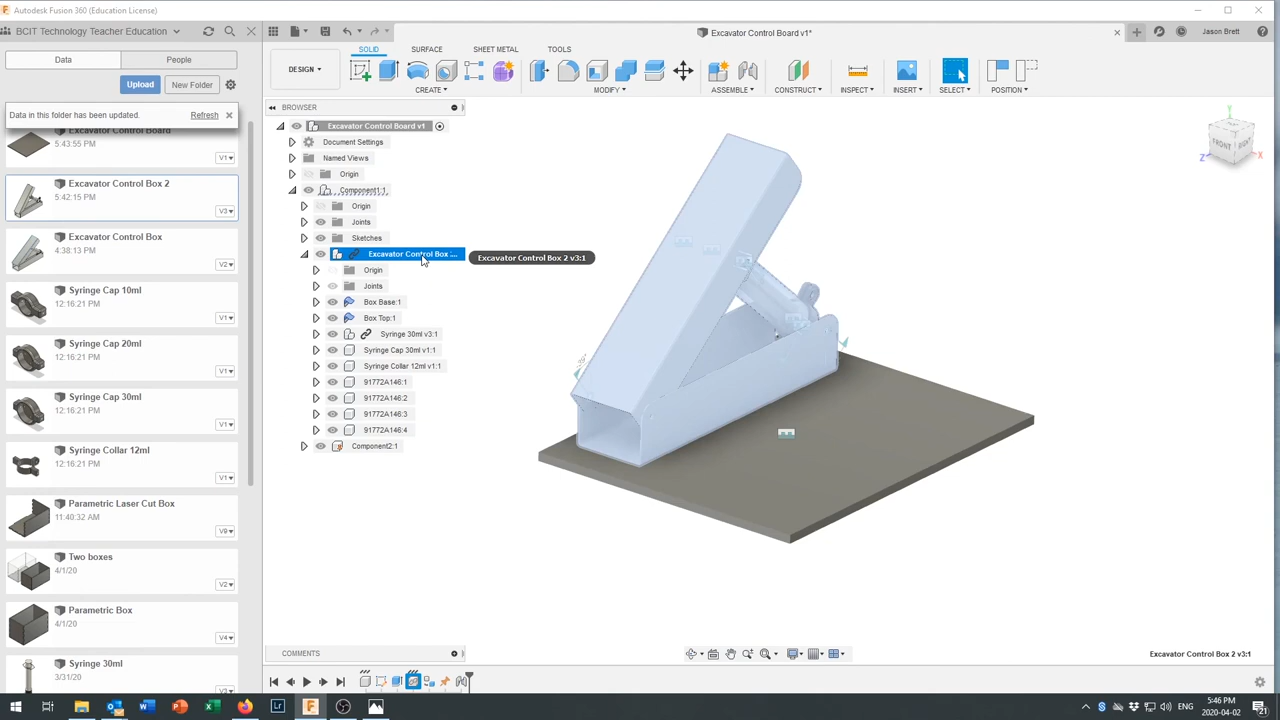 Autodesk Fusion 360 (Education License)
BCIT Technology Teacher Education
Excavator Control Board v1*
Jason Brett
Data
People
Upload
New Folder
Data in this folder has been updated.
Refresh
Excavator Control Board
5:43:55 PM
V1
Excavator Control Box 2
5:42:15 PM
V3
Excavator Control Box
4:38:13 PM
V2
Syringe Cap 10ml
12:16:21 PM
V1
Syringe Cap 20ml
12:16:21 PM
V1
Syringe Cap 30ml
12:16:21 PM
V1
Syringe Collar 12ml
12:16:21 PM
V1
Parametric Laser Cut Box
11:40:32 AM
V9
Two boxes
4/1/20
V2
Parametric Box
4/1/20
V4
Syringe 30ml
3/31/20
SOLID
SURFACE
SHEET METAL
TOOLS
DESIGN
CREATE
MODIFY
ASSEMBLE
CONSTRUCT
INSPECT
INSERT
SELECT
POSITION
BROWSER
Excavator Control Board v1
Document Settings
Named Views
Origin
Component1:1
Origin
Joints
Sketches
Excavator Control Box :...
Excavator Control Box 2 v3:1
Origin
Joints
Box Base:1
Box Top:1
Syringe 30ml v3:1
Syringe Cap 30ml v1:1
Syringe Collar 12ml v1:1
91772A146:1
91772A146:2
91772A146:3
91772A146:4
Component2:1
Y
FRONT
RIGHT
Z
X
COMMENTS
Excavator Control Box 2 v3:1
ENG
5:46 PM
2020-04-02
21